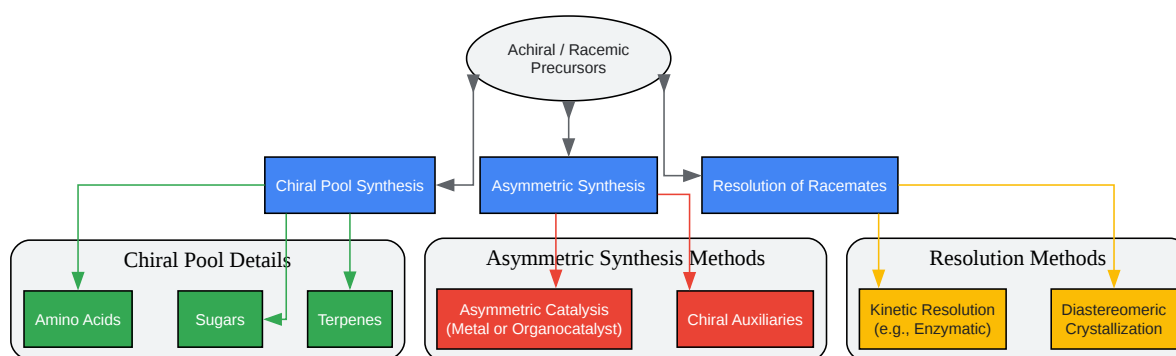 Achiral / Racemic
Precursors
Chiral Pool Synthesis
Asymmetric Synthesis
Resolution of Racemates
Chiral Pool Details
Asymmetric Synthesis Methods
Resolution Methods
Amino Acids
Sugars
Terpenes
Asymmetric Catalysis
(Metal or Organocatalyst)
Chiral Auxiliaries
Kinetic Resolution
(e.g., Enzymatic)
Diastereomeric
Crystallization